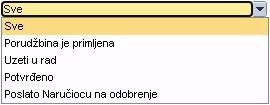 Sve
Sve
Porudžbina je primljena
Uzeti u rad
Potvrđeno
Poslato Naručiocu na odobrenje